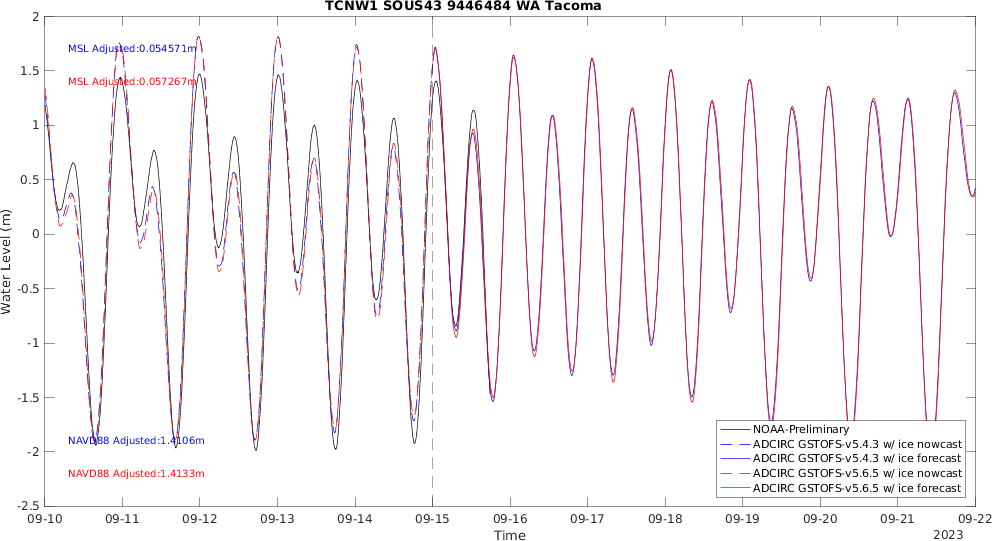 TCNW1 SOUS43 9446484 WA Tacoma
2
1.5
1
0.5
0
-0.5
-1
-1.5
-2
-2.5
Water Level (m)
MSL Adjusted:0.054571m
MSL Adjusted:0.057267m
NAVD88 Adjusted:1.4106m
NAVD88 Adjusted:1.4133m
NOAA-Preliminary
ADCIRC GSTOFS-v5.4.3 w/ ice nowcast
ADCIRC GSTOFS-v5.4.3 w/ ice forecast
ADCIRC GSTOFS-v5.6.5 w/ ice nowcast
ADCIRC GSTOFS-v5.6.5 w/ ice forecast
09-10 09-11 09-12 09-13 09-14 09-15 09-16 09-17 09-18 09-19 09-20 09-21 09-22
Time
2023